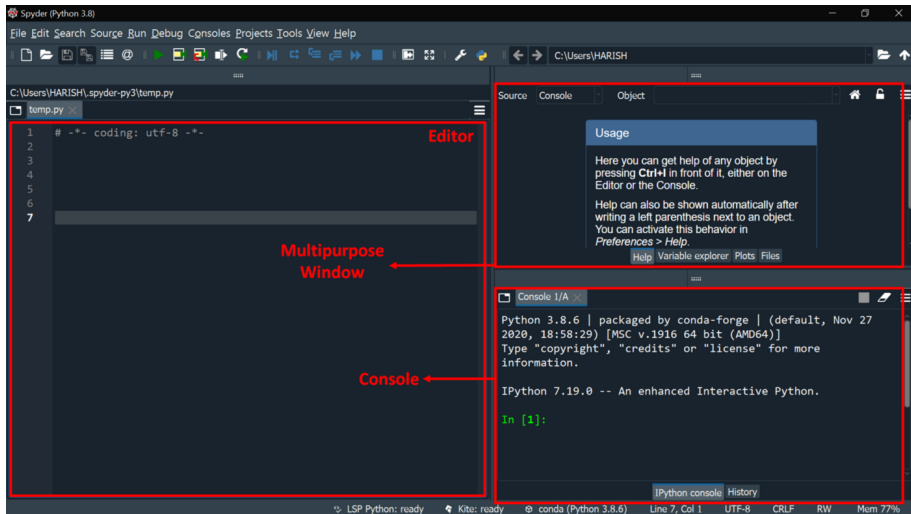 Spyder (Python 3.8)
File Edit Search Source Run Debug Consoles Projects Tools View Help
C:\Users\HARISH
C:\Users\HARISH\.spyder-py3\temp.py
temp.py
1 # -*- coding: utf-8 -*-
2
3
4
5
6
7
Editor
Multipurpose
Window
Console
Source Console Object
Usage
Here you can get help of any object by
pressing Ctrl+I in front of it, either on the
Editor or the Console.
Help can also be shown automatically after
writing a left parenthesis next to an object.
You can activate this behavior in
Preferences > Help.
Help Variable explorer Plots Files
Console 1/A
Python 3.8.6 | packaged by conda-forge | (default, Nov 27
2020, 18:58:29) [MSC v.1916 64 bit (AMD64)]
Type "copyright", "credits" or "license" for more
information.
IPython 7.19.0 -- An enhanced Interactive Python.
In [1]:
IPython console History
LSP Python: ready Kite: ready conda (Python 3.8.6) Line 7, Col 1 UTF-8 CRLF RW Mem 77%